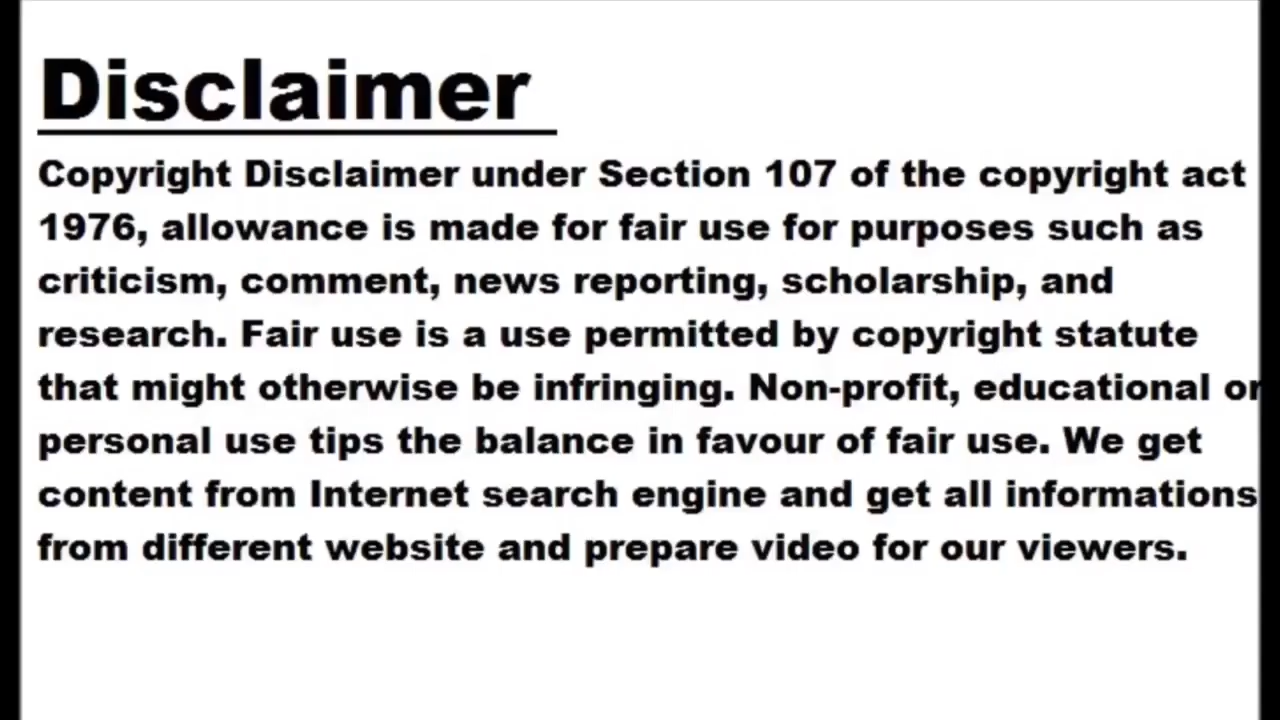 Disclaimer
Copyright Disclaimer under Section 107 of the copyright act
1976, allowance is made for fair use for purposes such as
criticism, comment, news reporting, scholarship, and
research. Fair use is a use permitted by copyright statute
that might otherwise be infringing. Non-profit, educational or
personal use tips the balance in favour of fair use. We get
content from Internet search engine and get all informations
from different website and prepare video for our viewers.